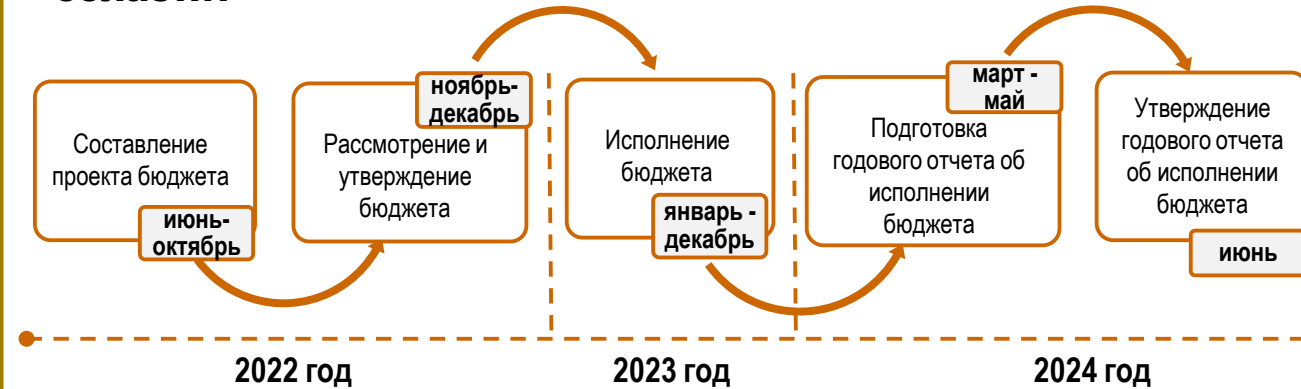 Составление
проекта бюджета
июнь-
октябрь
ноябрь-
декабрь
Рассмотрение и
утверждение
бюджета
Исполнение
бюджета
январь -
декабрь
март -
май
Подготовка
годового отчета об
исполнении
бюджета
Утверждение
годового отчета
об исполнении
бюджета
июнь
2022 год
2023 год
2024 год